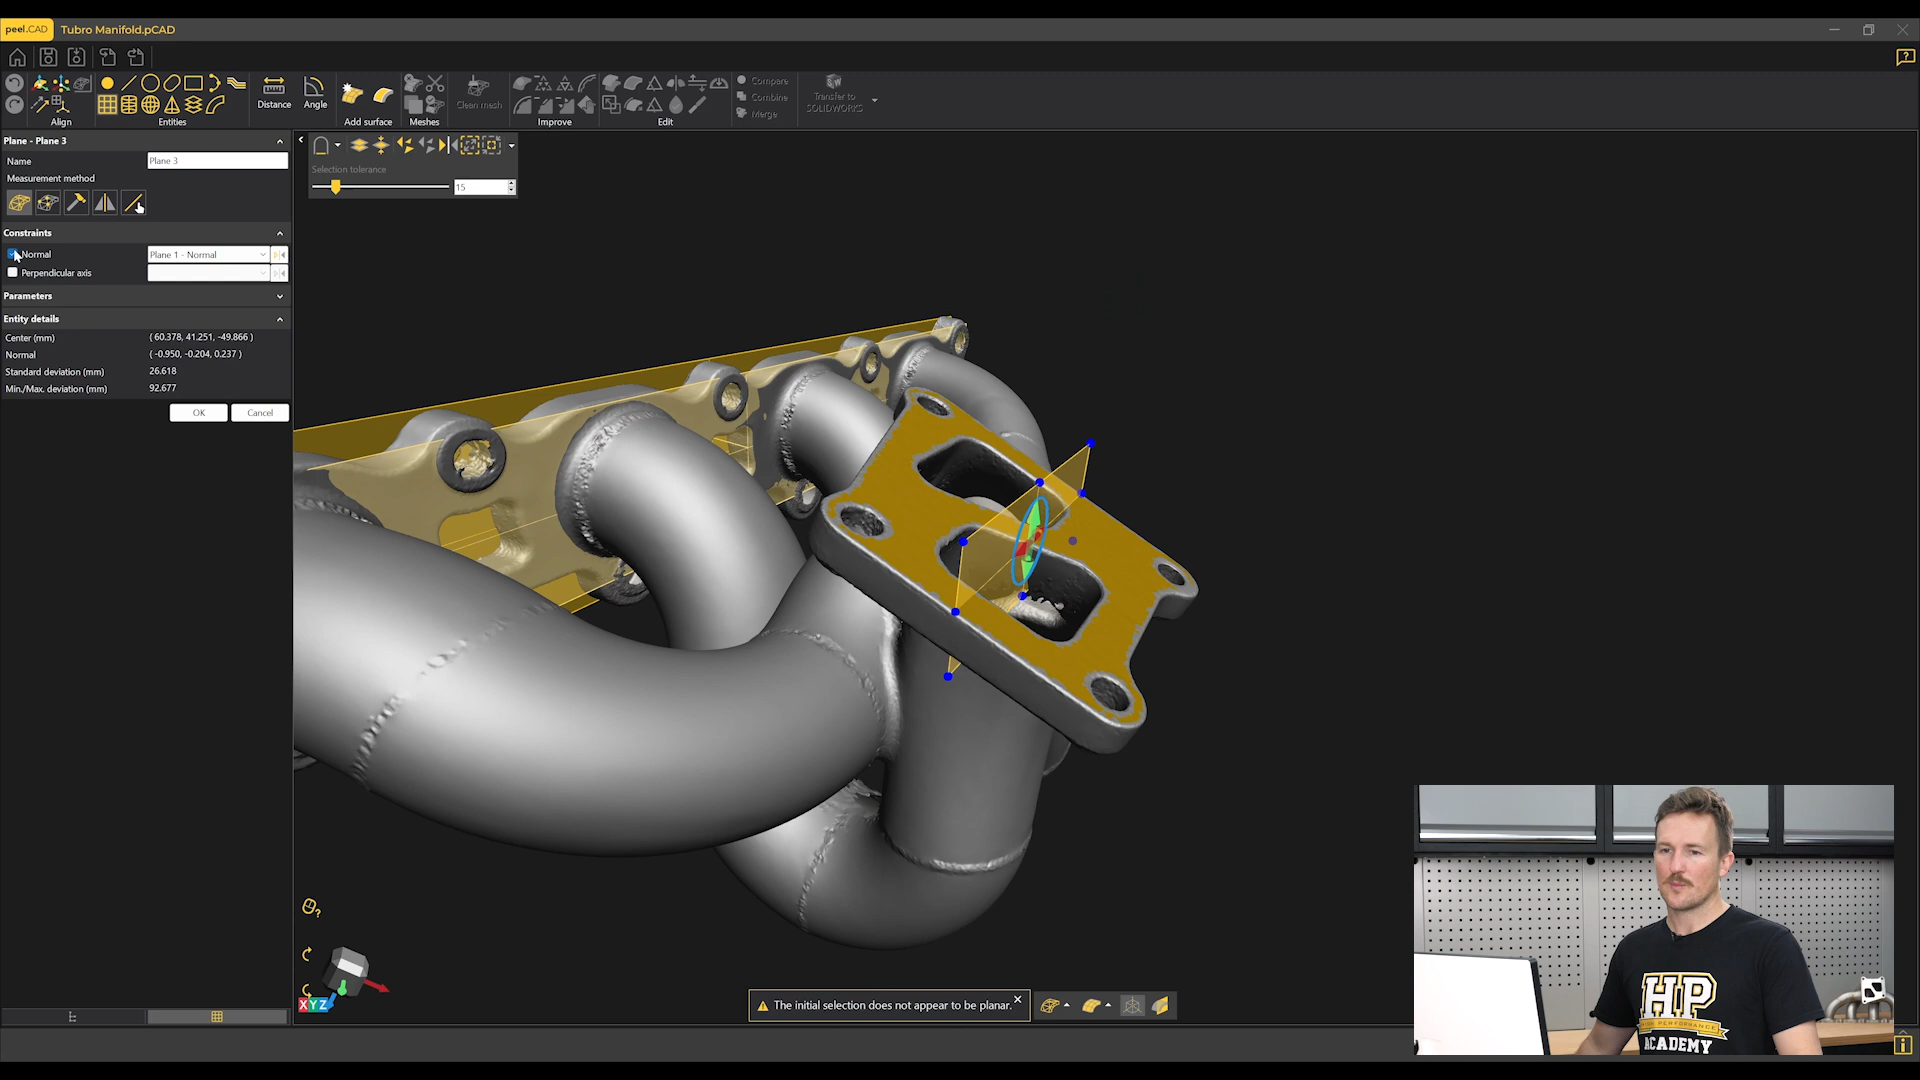 peel.CAD
Tubro Manifold.pCAD
Align
Entities
Distance
Angle
Add surface
Meshes
Clean mesh
Improve
Edit
Compare
Combine
Merge
Transfer to
SOLIDWORKS
Plane - Plane 3
Name
Plane 3
Measurement method
Constraints
Normal
Plane 1 - Normal
Perpendicular axis
Parameters
Entity details
Center (mm)
( 60.378, 41.251, -49.866 )
Normal
( -0.950, -0.204, 0.237 )
Standard deviation (mm)
26.618
Min./Max. deviation (mm)
92.677
OK
Cancel
Selection tolerance
15
XYZ
The initial selection does not appear to be planar.
HP
HIGH PERFORMANCE
ACADEMY